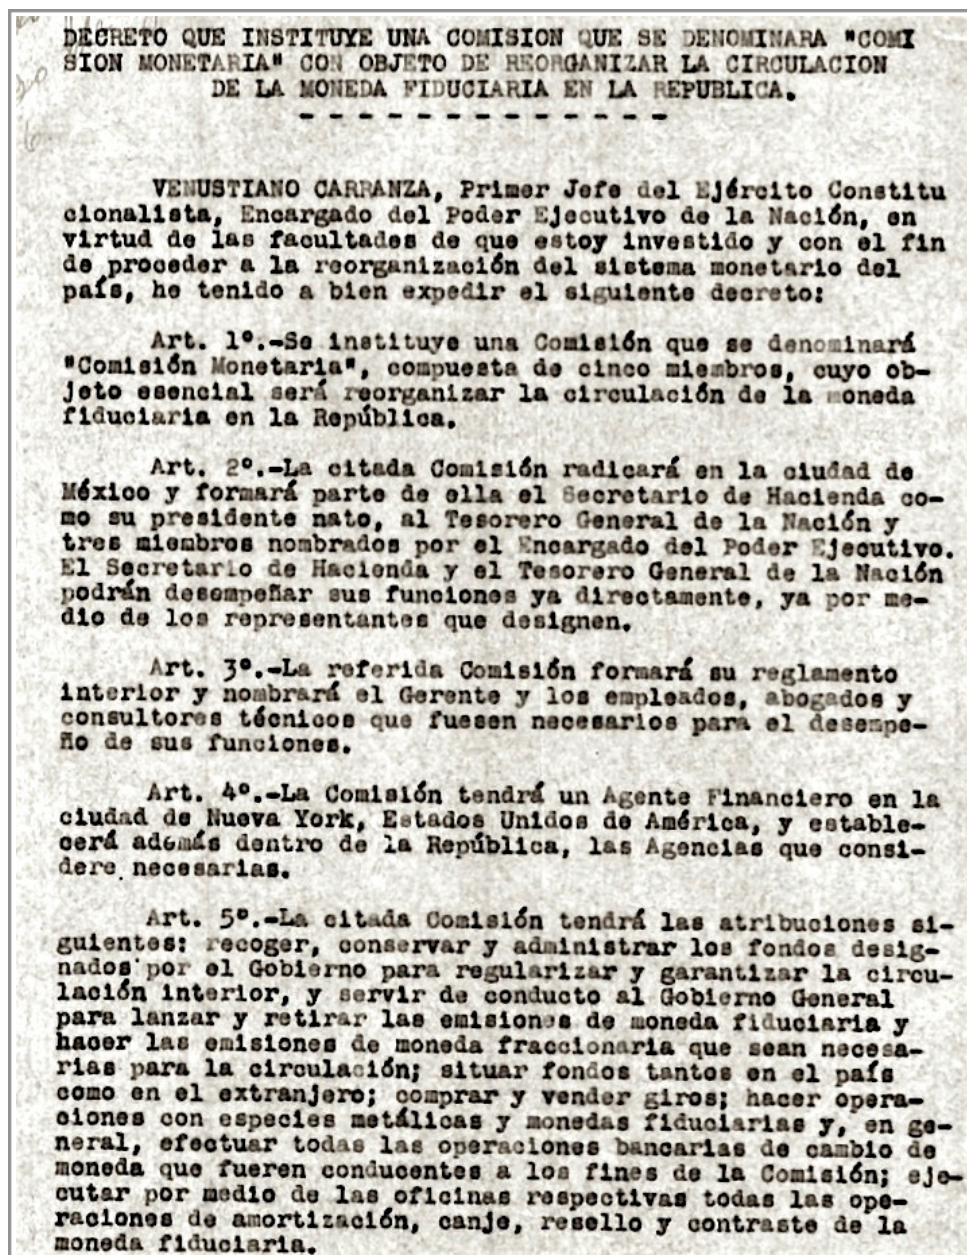 DECRETO QUE INSTITUYE UNA COMISION QUE SE DENOMINARA "COMI
SION MONETARIA" CON OBJETO DE REORGANIZAR LA CIRCULACION
DE LA MONEDA FIDUCIARIA EN LA REPUBLICA.
VENUSTIANO CARRANZA, Primer Jefe del Ejército Constitu
cionalista, Encargado del Poder Ejecutivo de la Nación, en
virtud de las facultades de que estoy investido y con el fin
de proceder a la reorganización del sistema monetario del
país, he tenido a bien expedir el siguiente decreto:
Art. 1º.-Se instituye una Comisión que se denominará
"Comisión Monetaria", compuesta de cinco miembros, cuyo ob-
jeto esencial será reorganizar la circulación de la moneda
fiduciaria en la República.
Art. 2º.-La citada Comisión radicará en la ciudad de
México y formará parte de ella el Secretario de Hacienda co-
mo su presidente nato, al Tesorero General de la Nación y
tres miembros nombrados por el Encargado del Poder Ejecutivo.
El Secretario de Hacienda y el Tesorero General de la Nación
podrán desempeñar sus funciones ya directamente, ya por me-
dio de los representantes que designen.
Art. 3º.-La referida Comisión formará su reglamento
interior y nombrará el Gerente y los empleados, abogados y
consultores técnicos que fuesen necesarios para el desempe-
ño de sus funciones.
Art. 4º.-La Comisión tendrá un Agente Financiero en la
ciudad de Nueva York, Estados Unidos de América, y estable-
cerá además dentro de la República, las Agencias que consi-
dere necesarias.
Art. 5º.-La citada Comisión tendrá las atribuciones si-
guientes: recoger, conservar y administrar los fondos desig-
nados por el Gobierno para regularizar y garantizar la circu-
lación interior, y servir de conducto al Gobierno General
para lanzar y retirar las emisiones de moneda fiduciaria y
hacer las emisiones de moneda fraccionaria que sean necesa-
rias para la circulación; situar fondos tantos en el país
como en el extranjero; comprar y vender giros; hacer opera-
ciones con especies metálicas y monedas fiduciarias y, en ge-
neral, efectuar todas las operaciones bancarias de cambio de
moneda que fueren conducentes a los fines de la Comisión; eje-
cutar por medio de las oficinas respectivas todas las ope-
raciones de amortización, canje, resello y contraste de la
moneda fiduciaria.